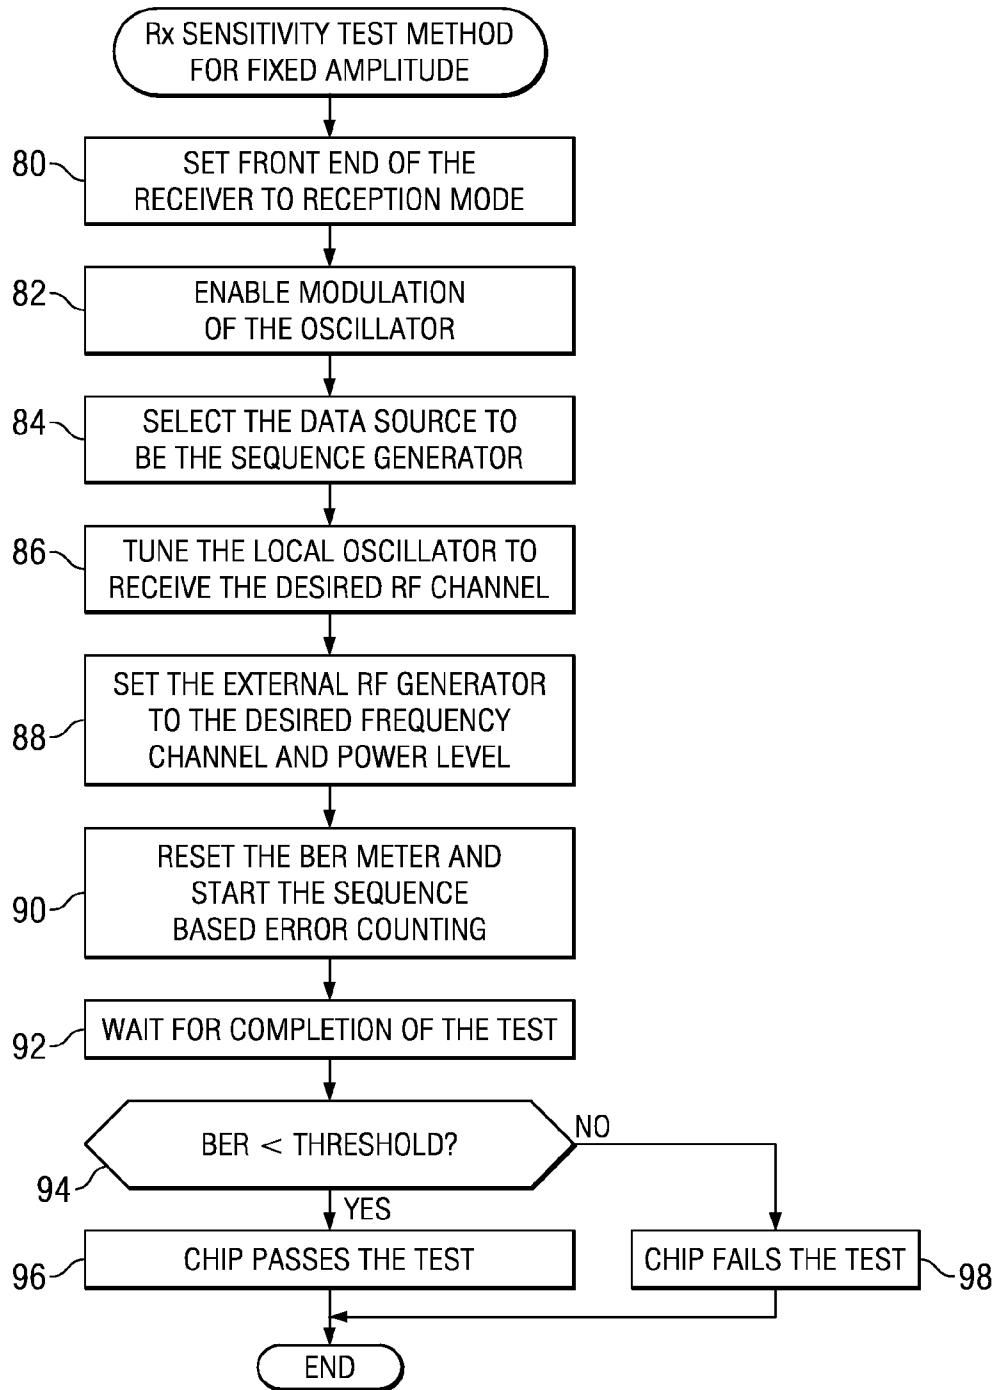 Rx SENSITIVITY TEST METHOD
FOR FIXED AMPLITUDE
80
SET FRONT END OF THE
RECEIVER TO RECEPTION MODE
82
ENABLE MODULATION
OF THE OSCILLATOR
84
SELECT THE DATA SOURCE TO
BE THE SEQUENCE GENERATOR
86
TUNE THE LOCAL OSCILLATOR TO
RECEIVE THE DESIRED RF CHANNEL
88
SET THE EXTERNAL RF GENERATOR
TO THE DESIRED FREQUENCY
CHANNEL AND POWER LEVEL
90
RESET THE BER METER AND
START THE SEQUENCE
BASED ERROR COUNTING
92
WAIT FOR COMPLETION OF THE TEST
94
BER < THRESHOLD?
NO
YES
96
CHIP PASSES THE TEST
CHIP FAILS THE TEST
98
END